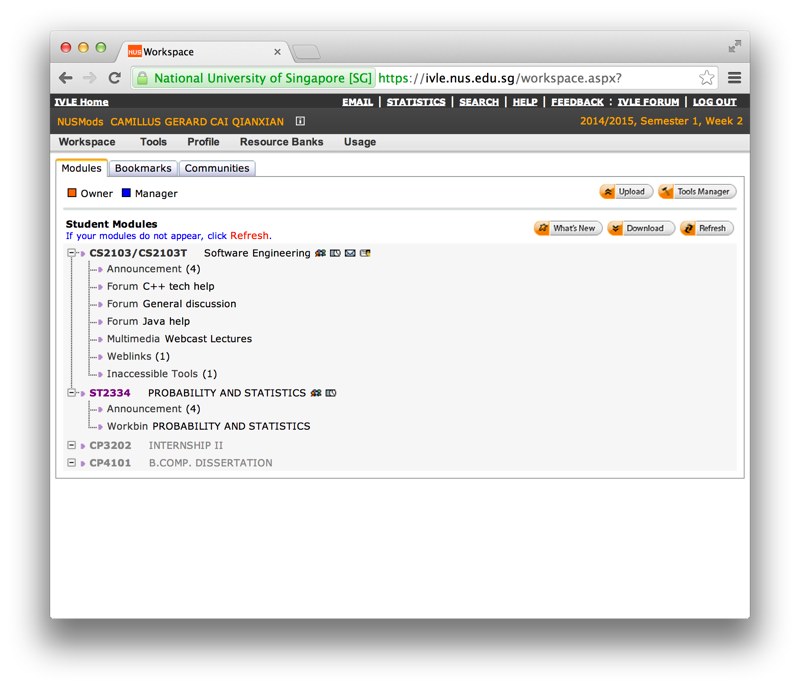 NUS Workspace
National University of Singapore [SG] https://ivle.nus.edu.sg/workspace.aspx?
IVLE Home EMAIL | STATISTICS | SEARCH | HELP | FEEDBACK : IVLE FORUM | LOG OUT
NUSMods CAMILLUS GERARD CAI QIANXIAN 2014/2015, Semester 1, Week 2
Workspace Tools Profile Resource Banks Usage
Modules Bookmarks Communities
Owner Manager Upload Tools Manager
Student Modules
If your modules do not appear, click Refresh. What's New Download Refresh
CS2103/CS2103T Software Engineering
Announcement (4)
Forum C++ tech help
Forum General discussion
Forum Java help
Multimedia Webcast Lectures
Weblinks (1)
Inaccessible Tools (1)
ST2334 PROBABILITY AND STATISTICS
Announcement (4)
Workbin PROBABILITY AND STATISTICS
CP3202 INTERNSHIP II
CP4101 B.COMP. DISSERTATION